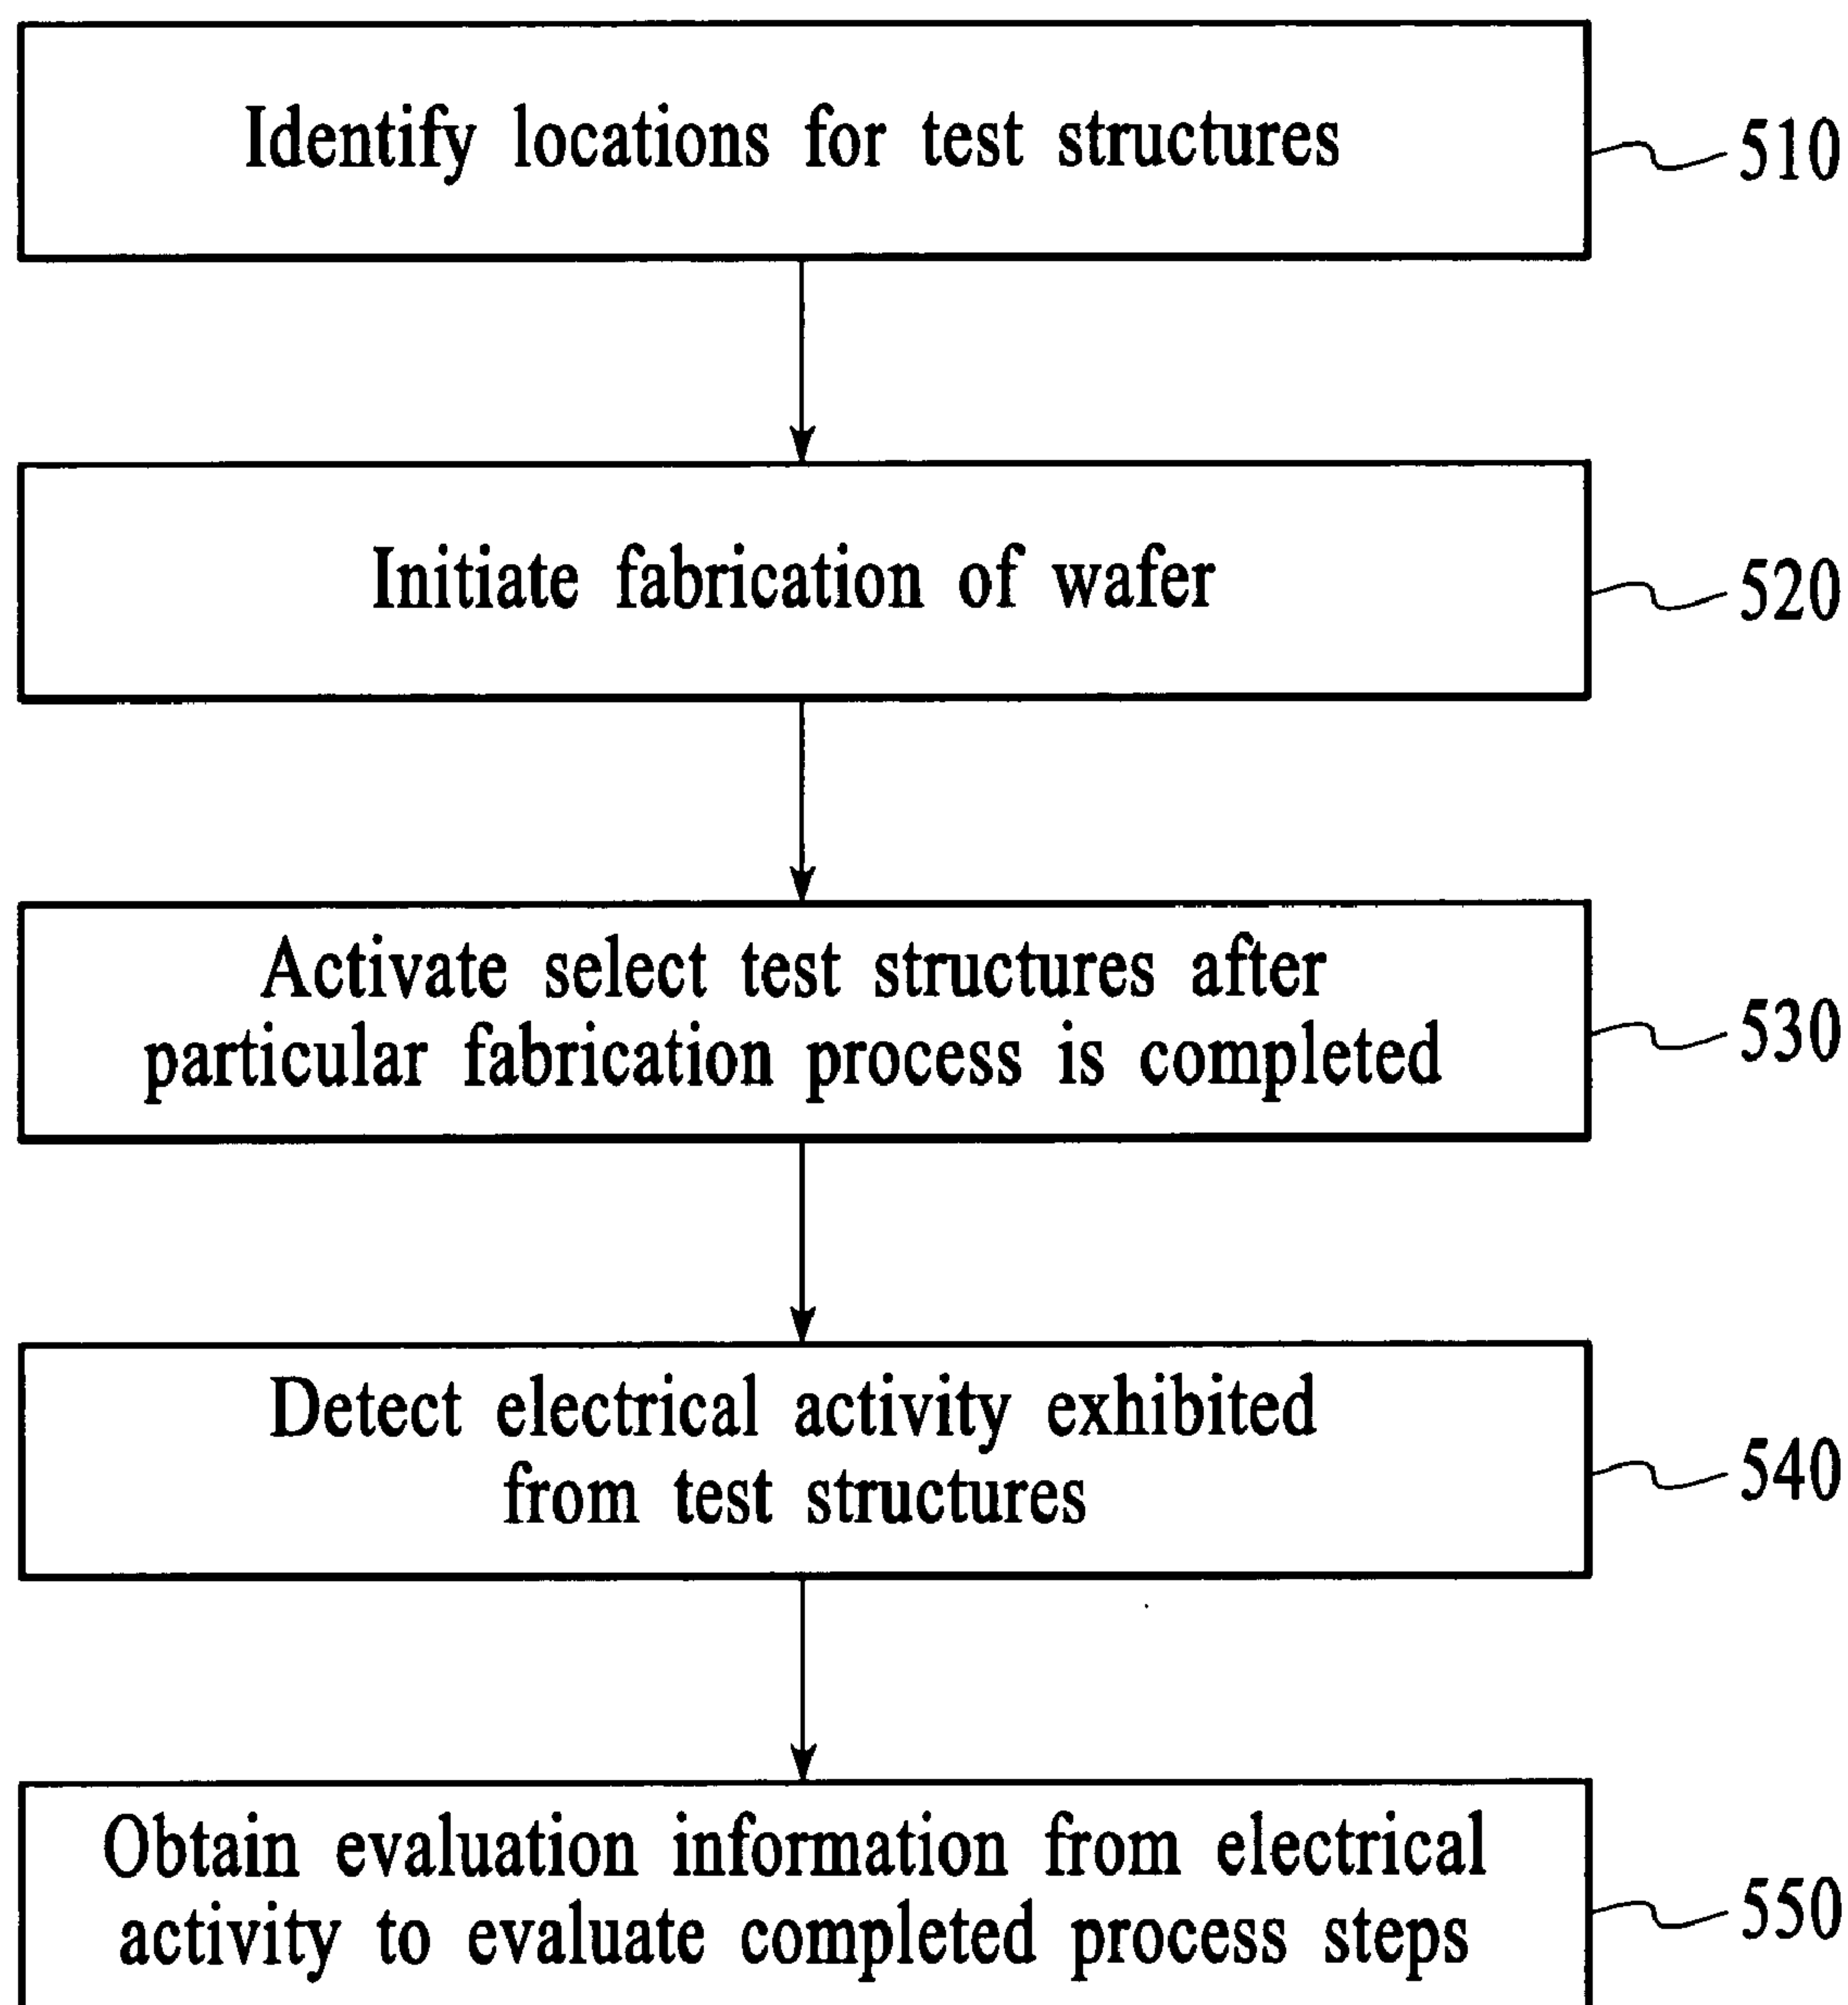 Identify locations for test structures
510
Initiate fabrication of wafer
520
Activate select test structures after
particular fabrication process is completed
530
Detect electrical activity exhibited
from test structures
540
Obtain evaluation information from electrical
activity to evaluate completed process steps
550